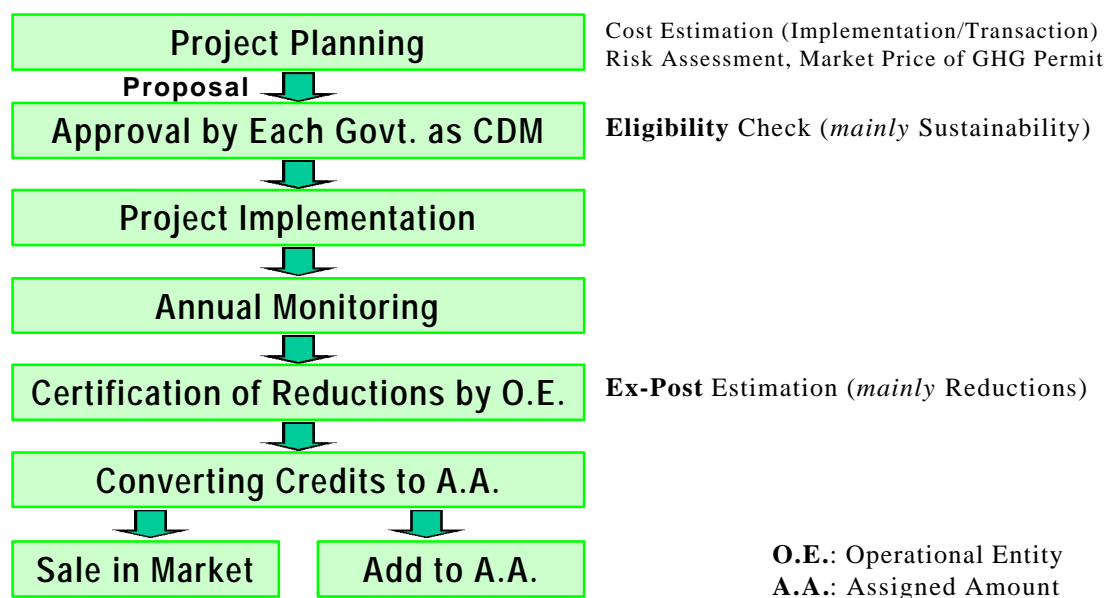 Project Planning
Cost Estimation (Implementation/Transaction)
Risk Assessment, Market Price of GHG Permit
Proposal
Approval by Each Govt. as CDM
Eligibility Check (mainly Sustainability)
Project Implementation
Annual Monitoring
Certification of Reductions by O.E.
Ex-Post Estimation (mainly Reductions)
Converting Credits to A.A.
Sale in Market
Add to A.A.
O.E.: Operational Entity
A.A.: Assigned Amount